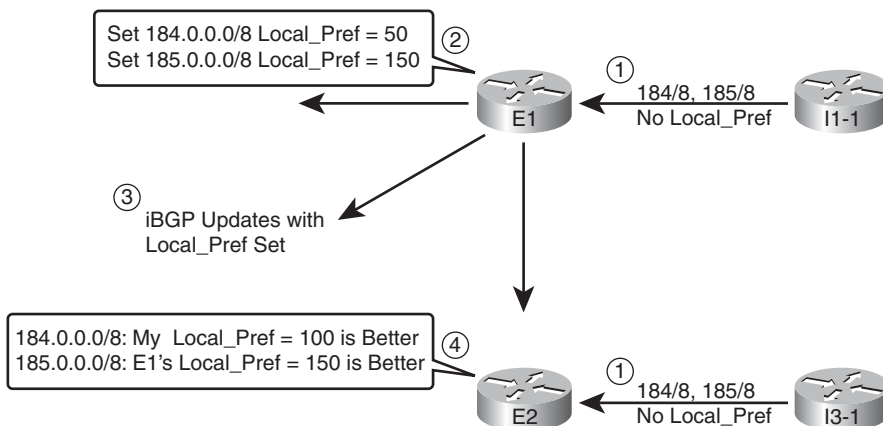 Set 184.0.0.0/8 Local_Pref = 50
Set 185.0.0.0/8 Local_Pref = 150
2
1
184/8, 185/8
No Local_Pref
E1
I1-1
3
iBGP Updates with
Local_Pref Set
184.0.0.0/8: My Local_Pref = 100 is Better
185.0.0.0/8: E1's Local_Pref = 150 is Better
4
1
184/8, 185/8
No Local_Pref
E2
I3-1